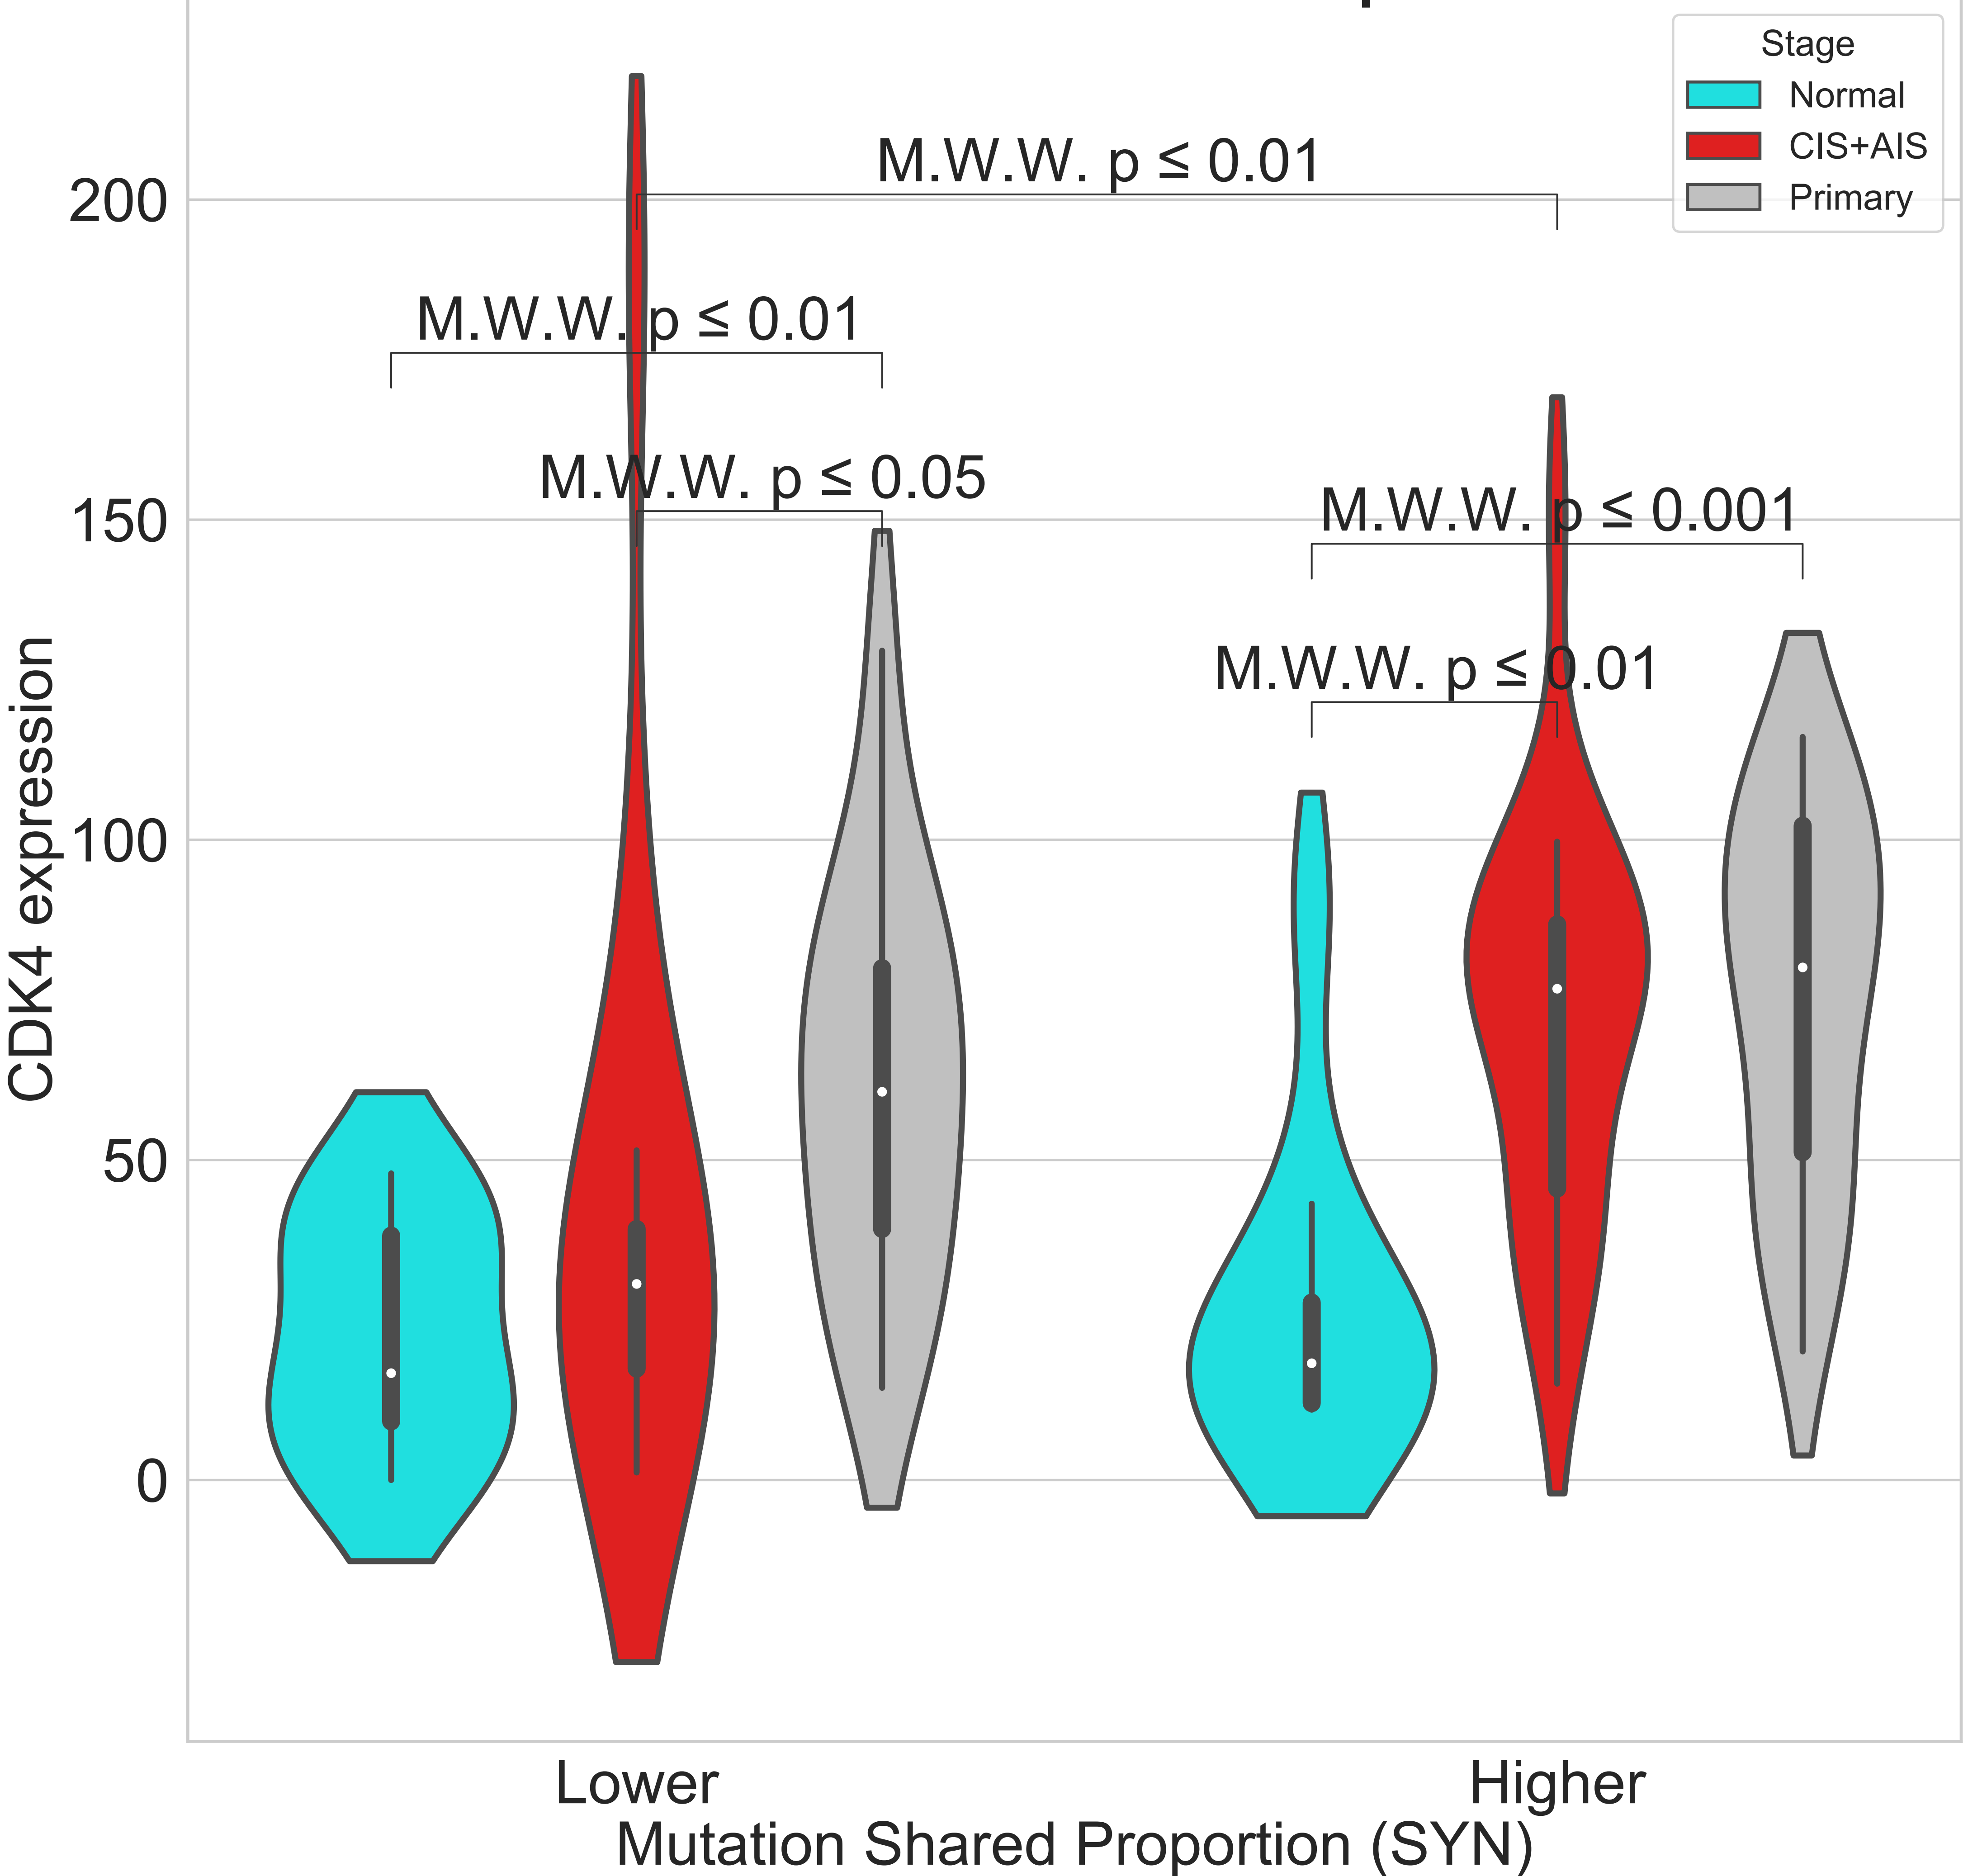 Stage
Normal
CIS+AIS
Primary
M.W.W. p ≤ 0.01
M.W.W. p ≤ 0.01
M.W.W. p ≤ 0.05
M.W.W. p ≤ 0.001
M.W.W. p ≤ 0.01
CDK4 expression
200
150
100
50
0
Lower
Higher
Mutation Shared Proportion (SYN)